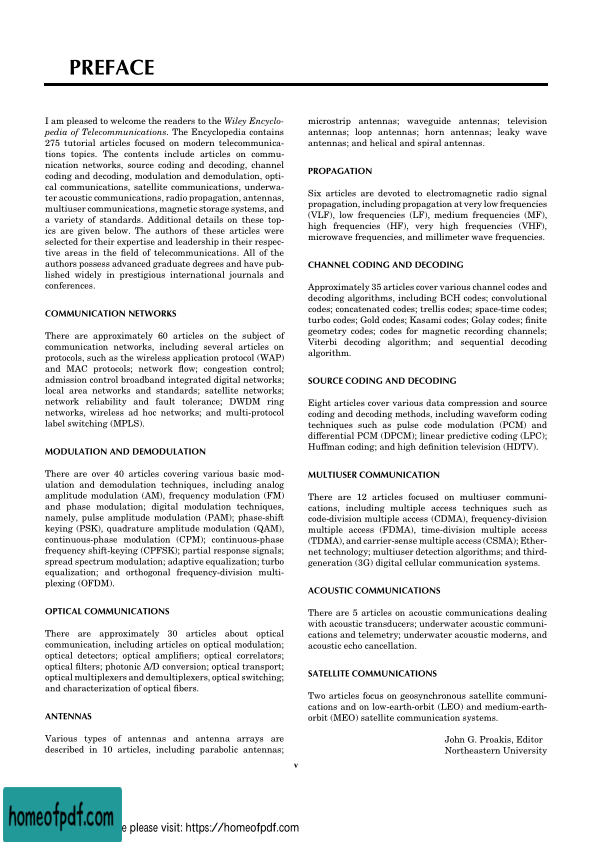 PREFACE
I am pleased to welcome the readers to the Wiley Encyclo-
pedia of Telecommunications. The Encyclopedia contains
275 tutorial articles focused on modern telecommunica-
tions topics. The contents include articles on commu-
nication networks, source coding and decoding, channel
coding and decoding, modulation and demodulation, opti-
cal communications, satellite communications, underwa-
ter acoustic communications, radio propagation, antennas,
multiuser communications, magnetic storage systems, and
a variety of standards. Additional details on these top-
ics are given below. The authors of these articles were
selected for their expertise and leadership in their respec-
tive areas in the field of telecommunications. All of the
authors possess advanced graduate degrees and have pub-
lished widely in prestigious international journals and
conferences.
COMMUNICATION NETWORKS
There are approximately 60 articles on the subject of
communication networks, including several articles on
protocols, such as the wireless application protocol (WAP)
and MAC protocols; network flow; congestion control;
admission control broadband integrated digital networks;
local area networks and standards; satellite networks;
network reliability and fault tolerance; DWDM ring
networks, wireless ad hoc networks; and multi-protocol
label switching (MPLS).
MODULATION AND DEMODULATION
There are over 40 articles covering various basic mod-
ulation and demodulation techniques, including analog
amplitude modulation (AM), frequency modulation (FM)
and phase modulation; digital modulation techniques,
namely, pulse amplitude modulation (PAM); phase-shift
keying (PSK), quadrature amplitude modulation (QAM),
continuous-phase modulation (CPM); continuous-phase
frequency shift-keying (CPFSK); partial response signals;
spread spectrum modulation; adaptive equalization; turbo
equalization; and orthogonal frequency-division multi-
plexing (OFDM).
OPTICAL COMMUNICATIONS
There are approximately 30 articles about optical
communication, including articles on optical modulation;
optical detectors; optical amplifiers; optical correlators;
optical filters; photonic A/D conversion; optical transport;
optical multiplexers and demultiplexers, optical switching;
and characterization of optical fibers.
ANTENNAS
Various types of antennas and antenna arrays are
described in 10 articles, including parabolic antennas;
microstrip antennas; waveguide antennas; television
antennas; loop antennas; horn antennas; leaky wave
antennas; and helical and spiral antennas.
PROPAGATION
Six articles are devoted to electromagnetic radio signal
propagation, including propagation at very low frequencies
(VLF), low frequencies (LF), medium frequencies (MF),
high frequencies (HF), very high frequencies (VHF),
microwave frequencies, and millimeter wave frequencies.
CHANNEL CODING AND DECODING
Approximately 35 articles cover various channel codes and
decoding algorithms, including BCH codes; convolutional
codes; concatenated codes; trellis codes; space-time codes;
turbo codes; Gold codes; Kasami codes; Golay codes; finite
geometry codes; codes for magnetic recording channels;
Viterbi decoding algorithm; and sequential decoding
algorithm.
SOURCE CODING AND DECODING
Eight articles cover various data compression and source
coding and decoding methods, including waveform coding
techniques such as pulse code modulation (PCM) and
differential PCM (DPCM); linear predictive coding (LPC);
Huffman coding; and high definition television (HDTV).
MULTIUSER COMMUNICATION
There are 12 articles focused on multiuser communi-
cations, including multiple access techniques such as
code-division multiple access (CDMA), frequency-division
multiple access (FDMA), time-division multiple access
(TDMA), and carrier-sense multiple access (CSMA); Ether-
net technology; multiuser detection algorithms; and third-
generation (3G) digital cellular communication systems.
ACOUSTIC COMMUNICATIONS
There are 5 articles on acoustic communications dealing
with acoustic transducers; underwater acoustic communi-
cations and telemetry; underwater acoustic moderns, and
acoustic echo cancellation.
SATELLITE COMMUNICATIONS
Two articles focus on geosynchronous satellite communi-
cations and on low-earth-orbit (LEO) and medium-earth-
orbit (MEO) satellite communication systems.
John G. Proakis, Editor
Northeastern University
v
homeofpdf.com
e please visit: https://homeofpdf.com